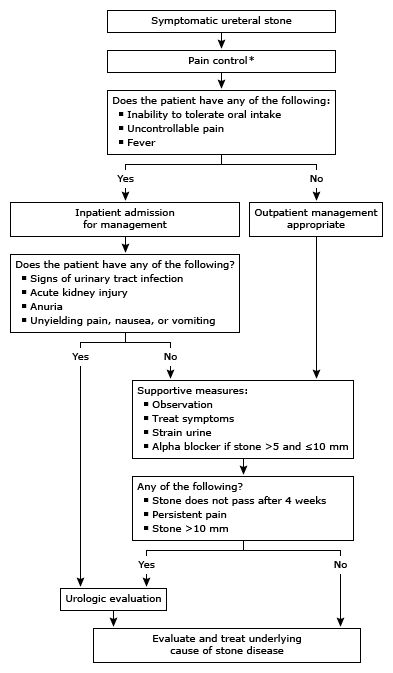 Symptomatic ureteral stone
Pain control*
Does the patient have any of the following:
▪ Inability to tolerate oral intake
▪ Uncontrollable pain
▪ Fever
Yes
No
Inpatient admission
for management
Outpatient management
appropriate
Does the patient have any of the following?
▪ Signs of urinary tract infection
▪ Acute kidney injury
▪ Anuria
▪ Unyielding pain, nausea, or vomiting
Yes
No
Supportive measures:
▪ Observation
▪ Treat symptoms
▪ Strain urine
▪ Alpha blocker if stone >5 and ≤10 mm
Any of the following?
▪ Stone does not pass after 4 weeks
▪ Persistent pain
▪ Stone >10 mm
Yes
No
Urologic evaluation
Evaluate and treat underlying
cause of stone disease